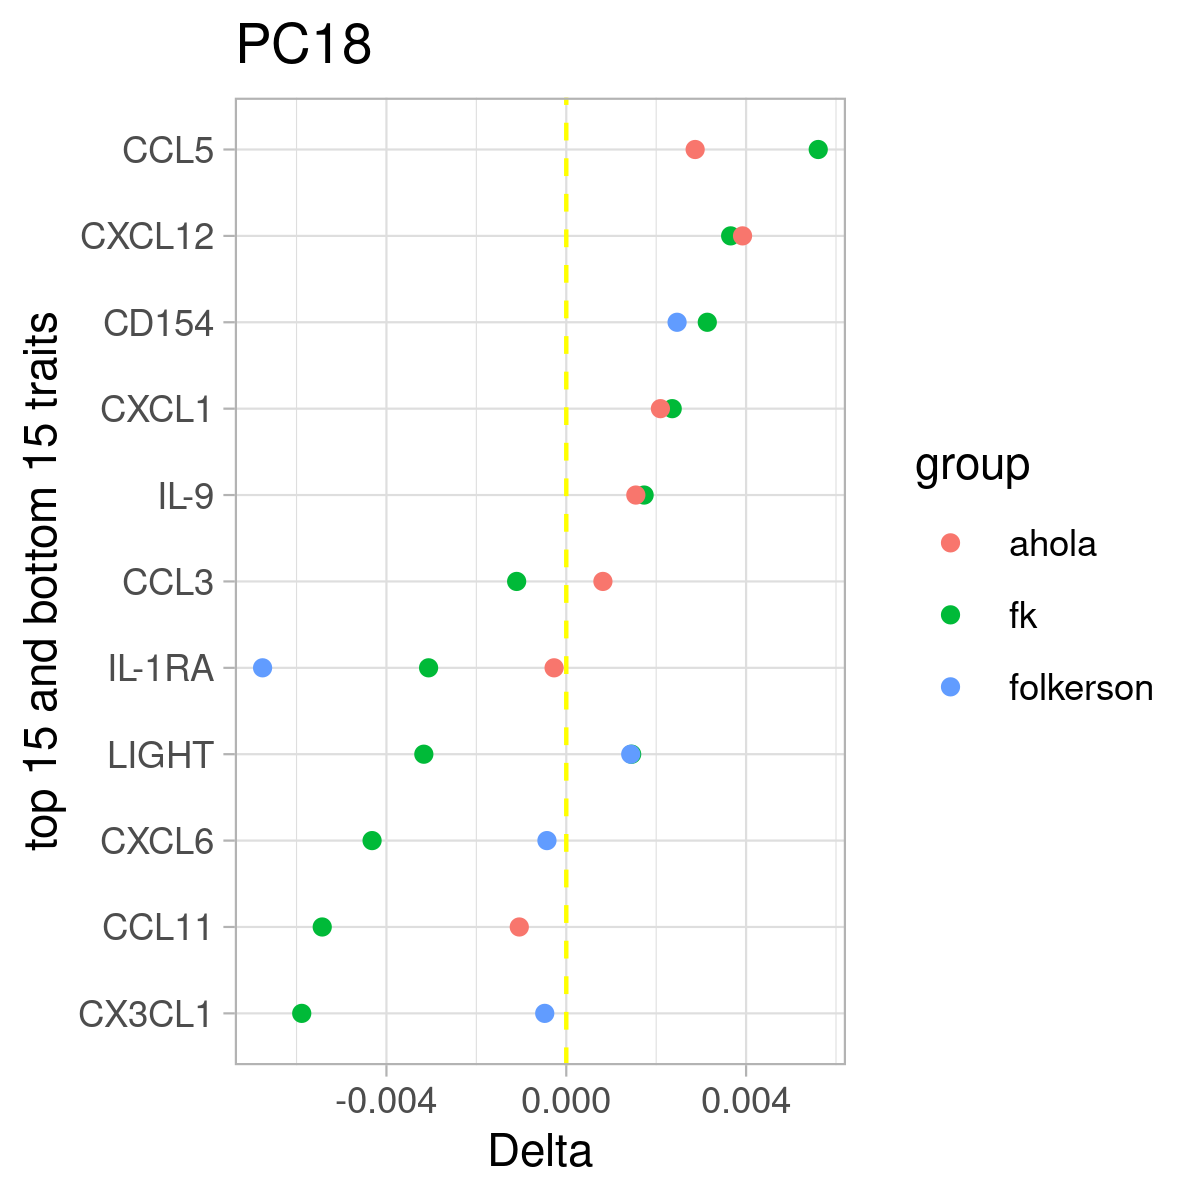 PC18
top 15 and bottom 15 traits
CCL5
CXCL12
CD154
CXCL1
IL-9
CCL3
IL-1RA
LIGHT
CXCL6
CCL11
CX3CL1
-0.004 0.000 0.004
Delta
group
ahola
fk
folkerson